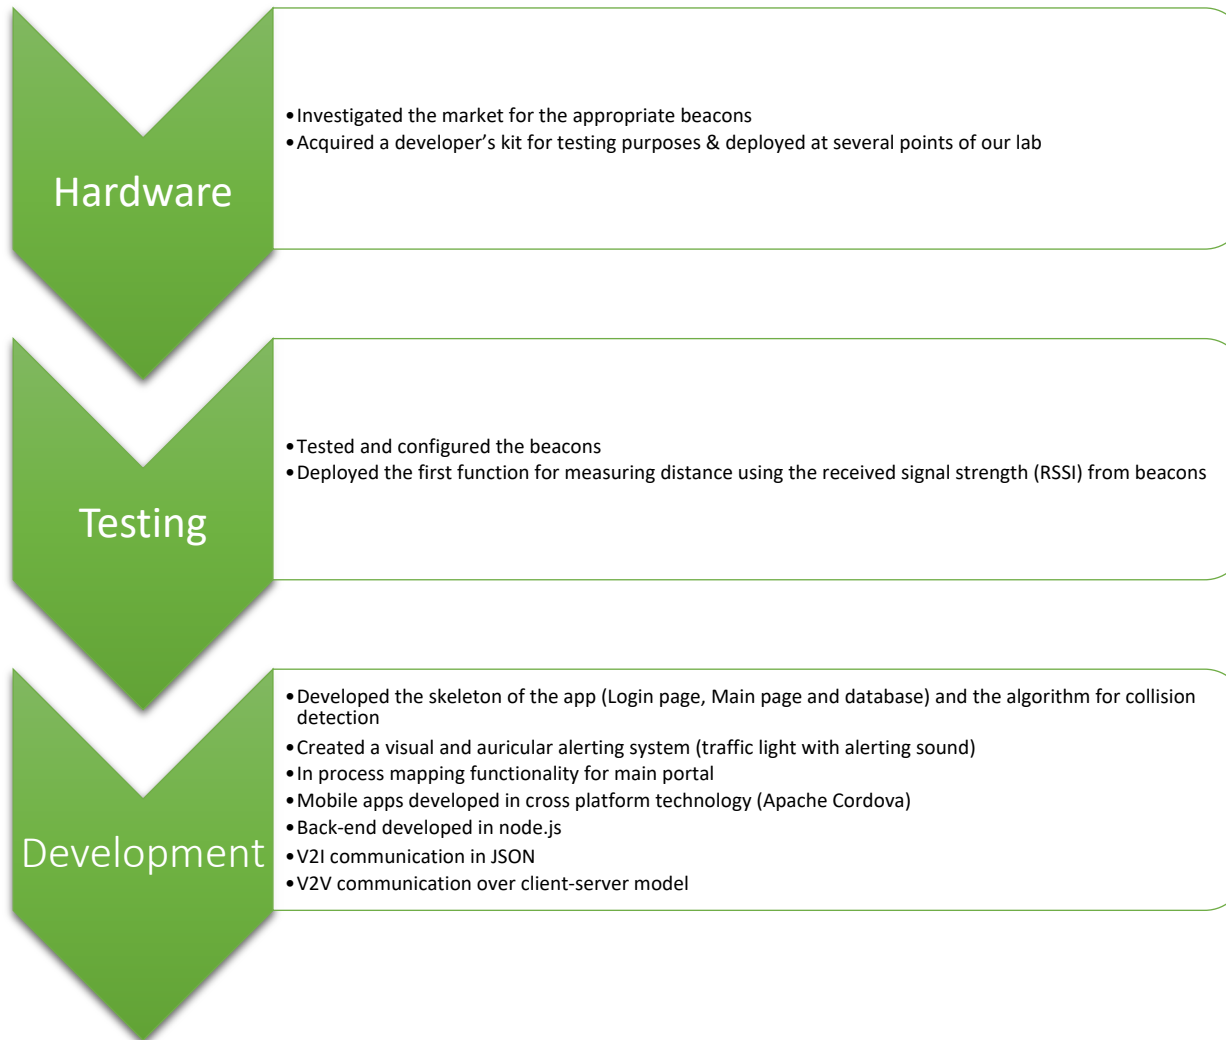 Hardware
•Investigated the market for the appropriate beacons
•Acquired a developer's kit for testing purposes & deployed at several points of our lab
Testing
•Tested and configured the beacons
•Deployed the first function for measuring distance using the received signal strength (RSSI) from beacons
Development
•Developed the skeleton of the app (Login page, Main page and database) and the algorithm for collision
detection
•Created a visual and auricular alerting system (traffic light with alerting sound)
•In process mapping functionality for main portal
•Mobile apps developed in cross platform technology (Apache Cordova)
•Back-end developed in node.js
•V2I communication in JSON
•V2V communication over client-server model